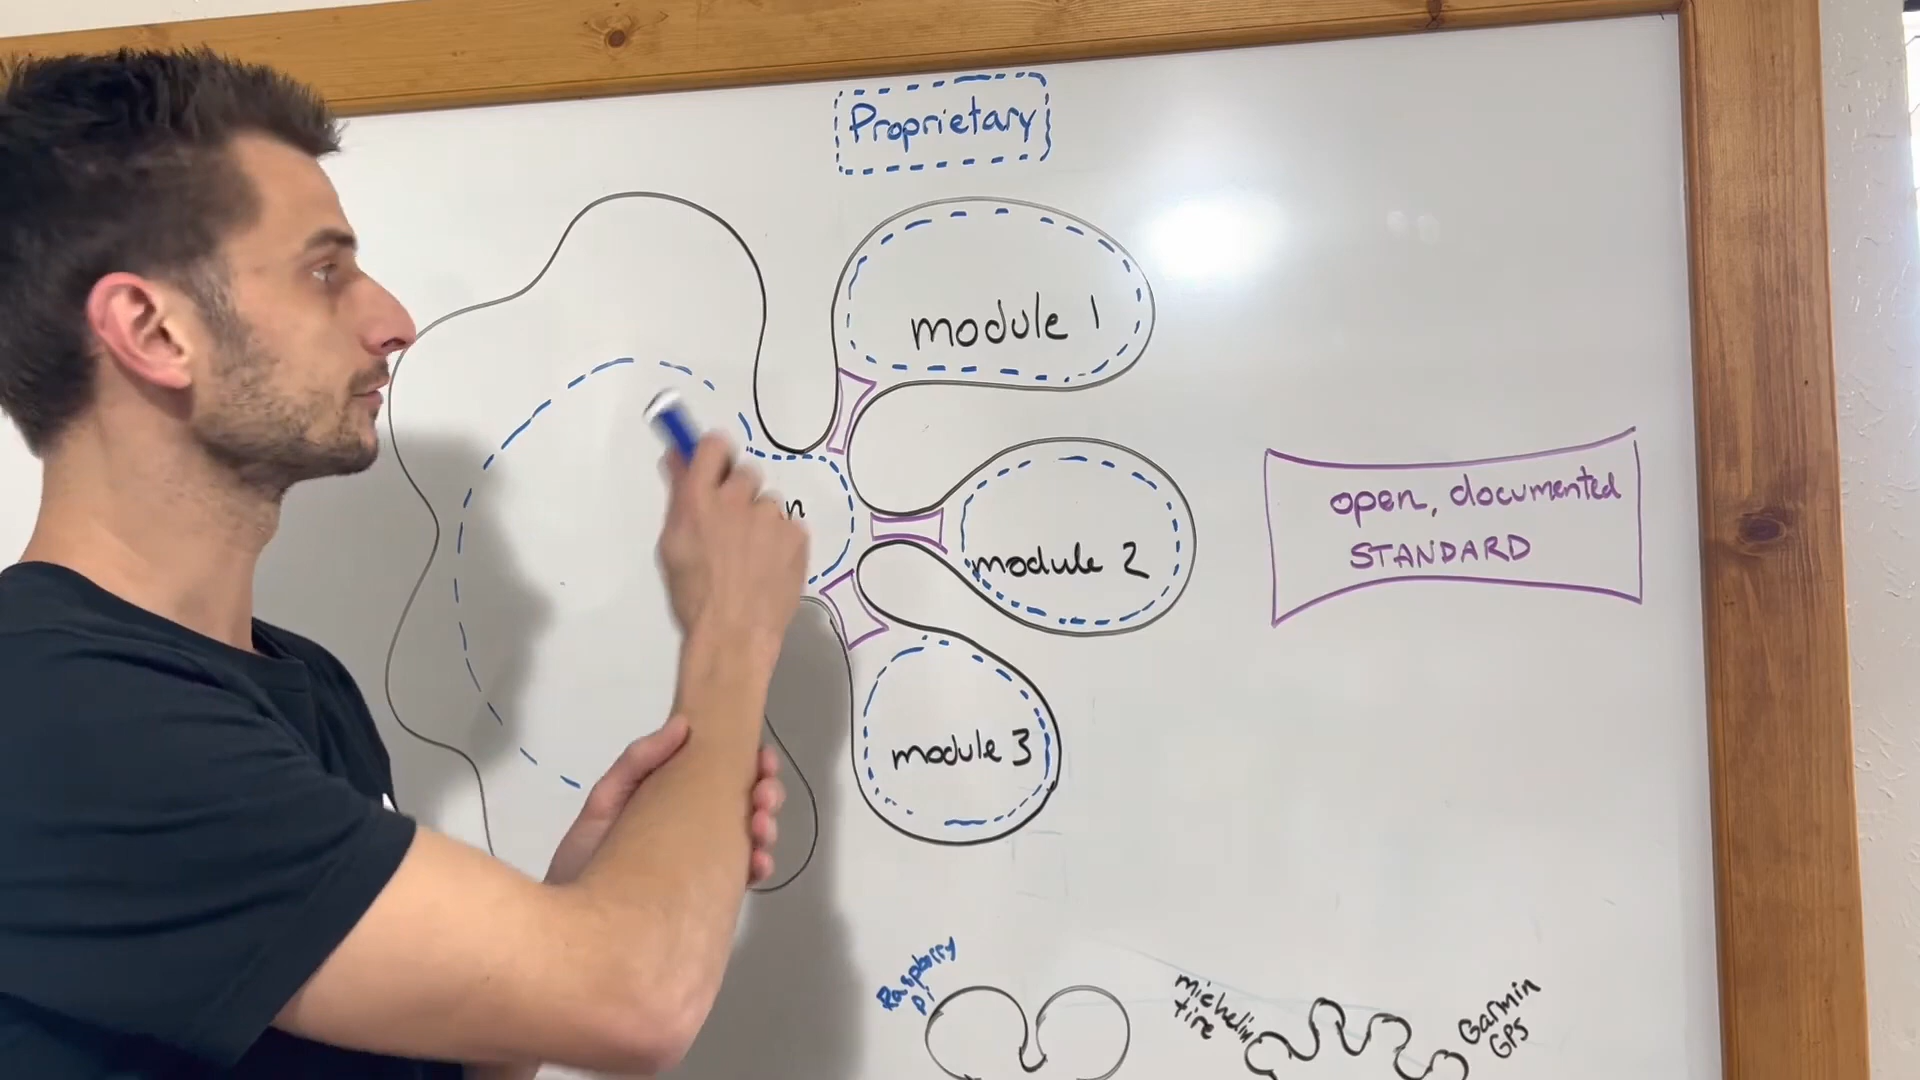 Proprietary
module 1
module 2
module 3
open, documented
STANDARD
Raspberry
Pi
michelin
tire
Garmin
GPS